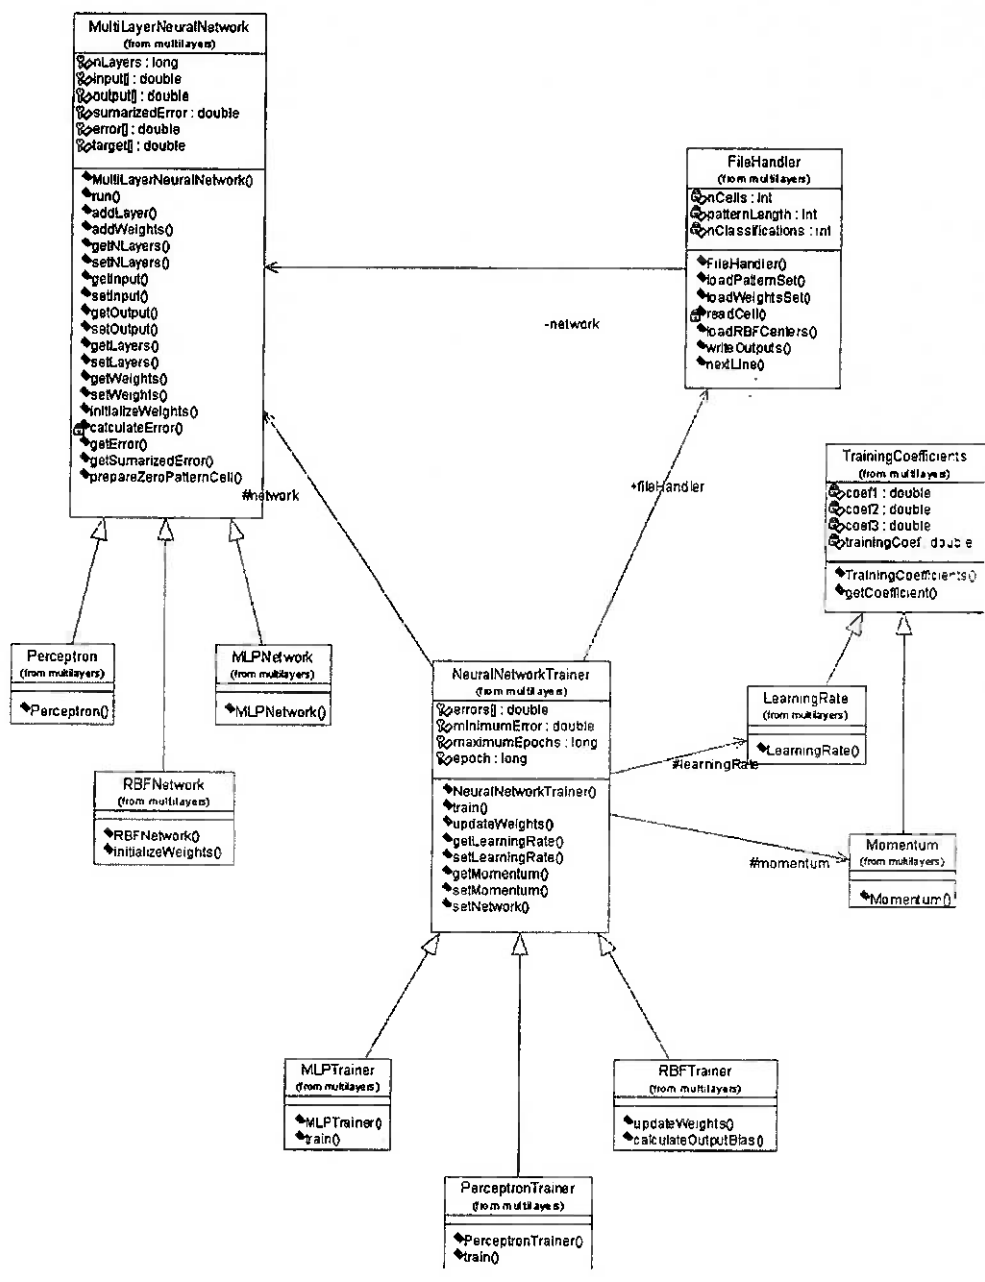 MultiLayerNeuralNetwork
(from multilayers)
nLayers : long
input[] : double
output[] : double
sumarizedError : double
error[] : double
target[] : double
MultiLayerNeuralNetwork()
run()
addLayer()
addWeights()
getNLayers()
setNLayers()
getInput()
setInput()
getOutput()
setOutput()
getLayers()
setLayers()
getWeights()
setWeights()
initializeWeights()
calculateError()
getError()
getSumarizedError()
prepareZeroPatternCell()
FileHandler
(from multilayers)
nCells : int
patternLength : int
nClassifications : int
FileHandler()
loadPatternSet()
loadWeightsSet()
readCell()
loadRBFCenters()
writeOutputs()
nextLine()
-network
#network
+fileHandler
TrainingCoefficients
(from multilayers)
coef1 : double
coef2 : double
coef3 : double
trainingCoef : double
TrainingCoefficients()
getCoefficient()
Perceptron
(from multilayers)
Perceptron()
MLPNetwork
(from multilayers)
MLPNetwork()
RBFNetwork
(from multilayers)
RBFNetwork()
initializeWeights()
NeuralNetworkTrainer
(from multilayers)
errors[] : double
minimumError : double
maximumEpochs : long
epoch : long
NeuralNetworkTrainer()
train()
updateWeights()
getLearningRate()
setLearningRate()
getMomentum()
setMomentum()
setNetwork()
LearningRate
(from multilayers)
LearningRate()
#learningRate
#momentum
Momentum
(from multilayers)
Momentum()
MLPTrainer
(from multilayers)
MLPTrainer()
train()
RBFTrainer
(from multilayers)
updateWeights()
calculateOutputBias()
PerceptronTrainer
(from multilayers)
PerceptronTrainer()
train()